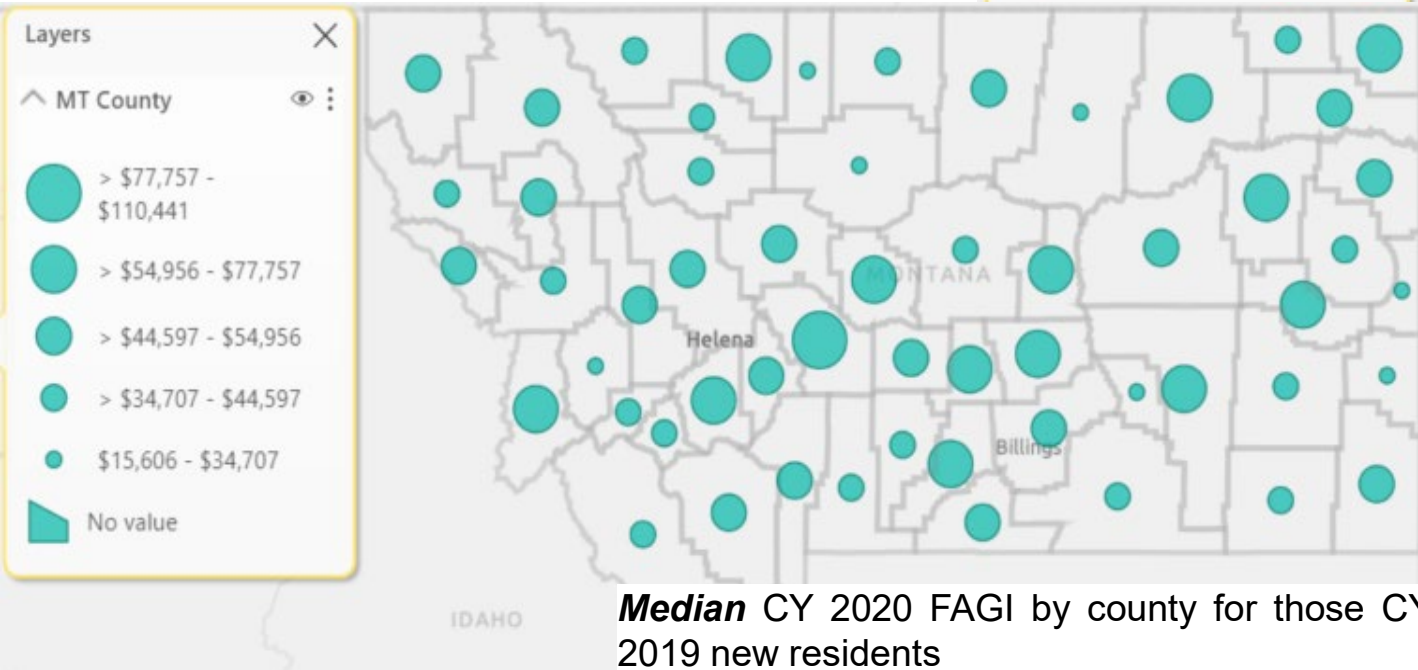 Layers
MT County
> $77,757 -
$110,441
> $54,956 - $77,757
> $44,597 - $54,956
> $34,707 - $44,597
$15,606 - $34,707
No value
MONTANA
Helena
Billings
IDAHO
Median CY 2020 FAGI by county for those CY
2019 new residents